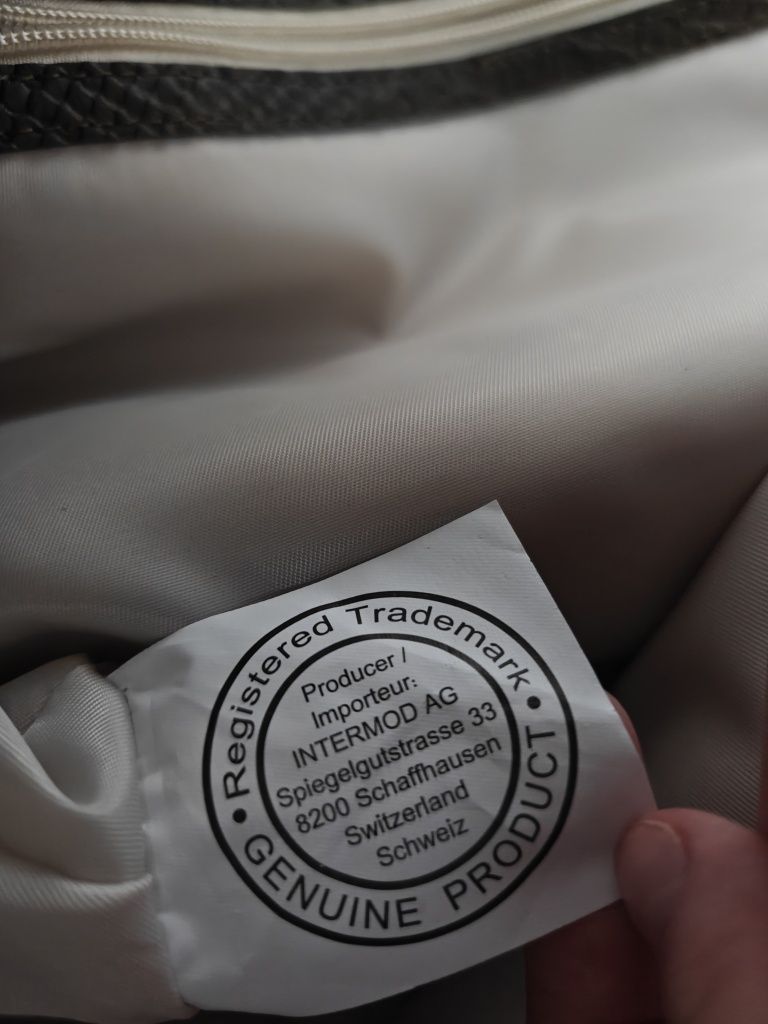 Registered Trademark
Producer /
Importeur:
INTERMOD AG
Spiegelgutstrasse 33
8200 Schaffhausen
Switzerland
Schweiz
GENUINE PRODUCT